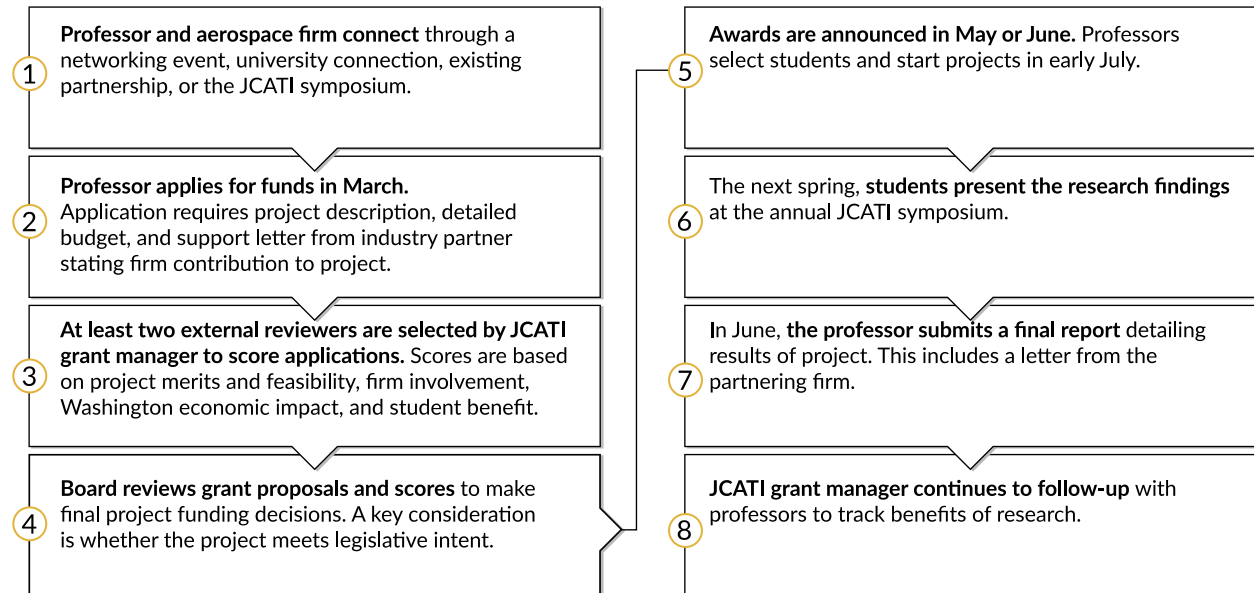 1
Professor and aerospace firm connect through a
networking event, university connection, existing
partnership, or the JCATI symposium.
2
Professor applies for funds in March.
Application requires project description, detailed
budget, and support letter from industry partner
stating firm contribution to project.
3
At least two external reviewers are selected by JCATI
grant manager to score applications. Scores are based
on project merits and feasibility, firm involvement,
Washington economic impact, and student benefit.
4
Board reviews grant proposals and scores to make
final project funding decisions. A key consideration
is whether the project meets legislative intent.
5
Awards are announced in May or June. Professors
select students and start projects in early July.
6
The next spring, students present the research findings
at the annual JCATI symposium.
7
In June, the professor submits a final report detailing
results of project. This includes a letter from the
partnering firm.
8
JCATI grant manager continues to follow-up with
professors to track benefits of research.